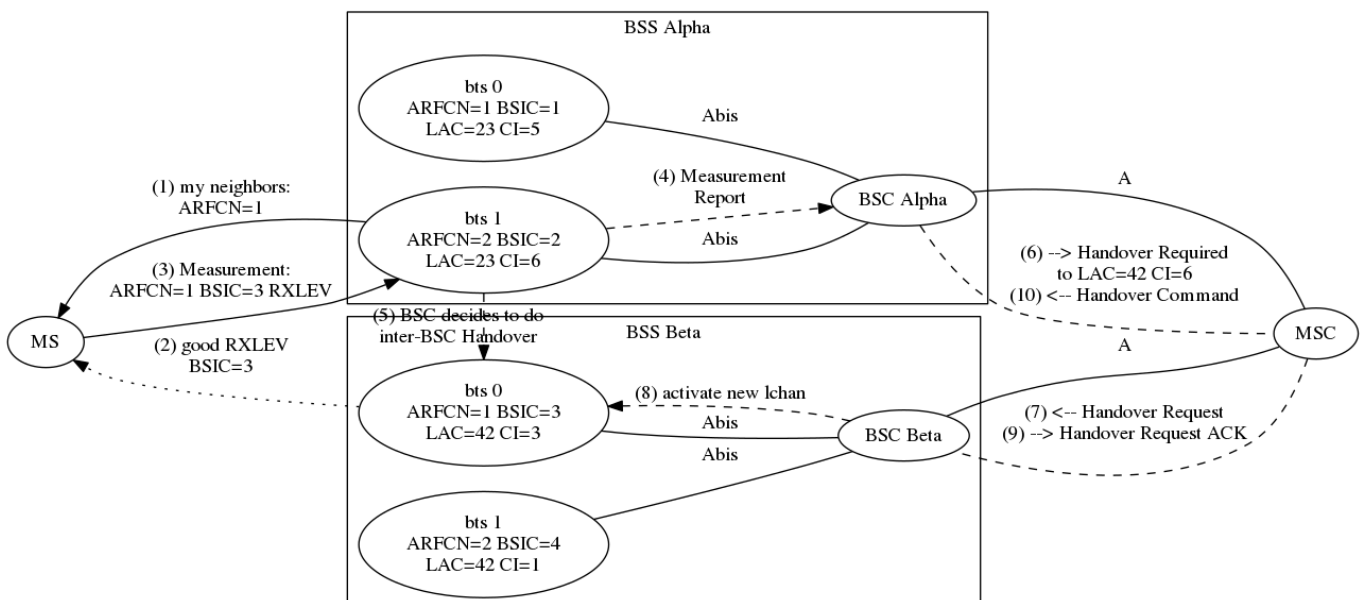 BSS Alpha
bts 0
ARFCN=1 BSIC=1
LAC=23 CI=5
Abis
(1) my neighbors:
ARFCN=1
(4) Measurement
Report
BSC Alpha
A
bts 1
ARFCN=2 BSIC=2
LAC=23 CI=6
Abis
(3) Measurement:
ARFCN=1 BSIC=3 RXLEV
(6) --> Handover Required
to LAC=42 CI=6
(10) <-- Handover Command
(5) BSC decides to do
inter-BSC Handover
BSS Beta
MS
MSC
(2) good RXLEV
BSIC=3
A
bts 0
ARFCN=1 BSIC=3
LAC=42 CI=3
(8) activate new lchan
Abis
BSC Beta
(7) <-- Handover Request
(9) --> Handover Request ACK
Abis
bts 1
ARFCN=2 BSIC=4
LAC=42 CI=1